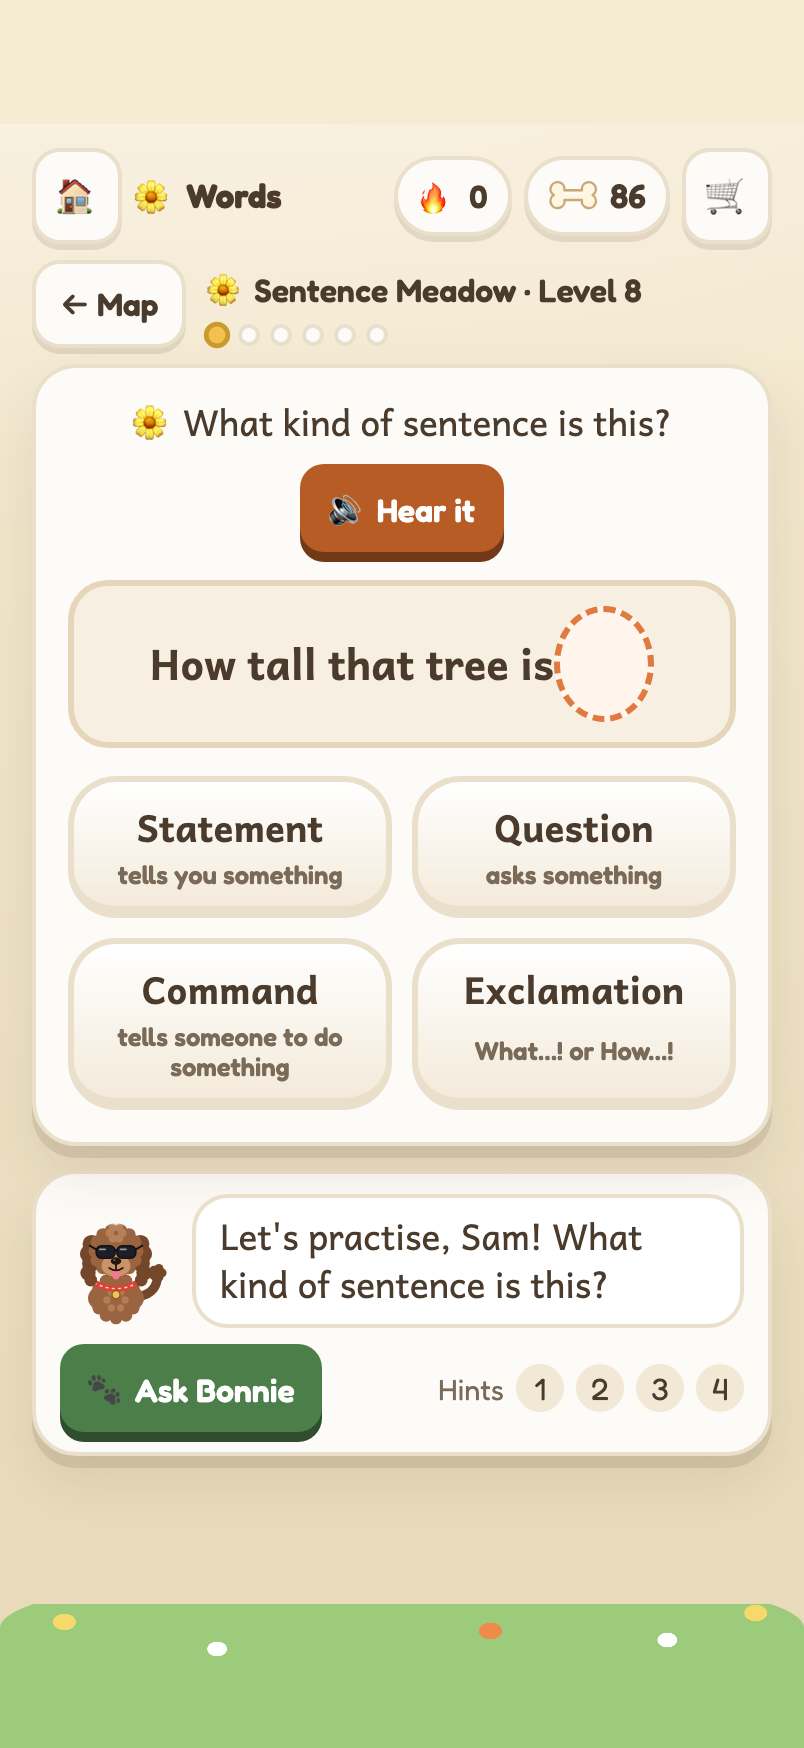 Words
0
86
← Map
Sentence Meadow · Level 8
What kind of sentence is this?
Hear it
How tall that tree is
Statement
tells you something
Question
asks something
Command
tells someone to do
something
Exclamation
What...! or How...!
Let's practise, Sam! What
kind of sentence is this?
Ask Bonnie
Hints 1 2 3 4